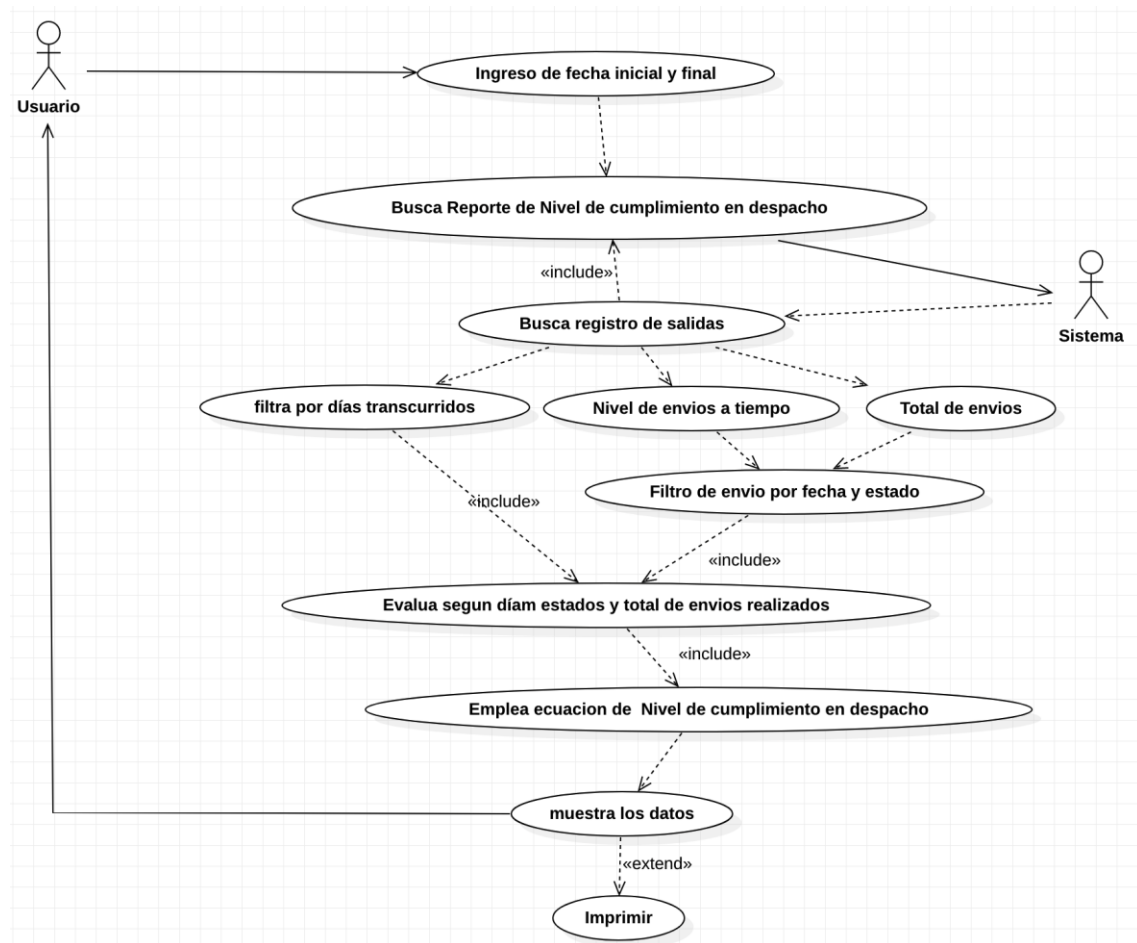 Usuario
Ingreso de fecha inicial y final
Busca Reporte de Nivel de cumplimiento en despacho
«include»
Busca registro de salidas
Sistema
filtra por días transcurridos
Nivel de envios a tiempo
Total de envios
Filtro de envio por fecha y estado
«include»
«include»
Evalua segun díam estados y total de envios realizados
«include»
Emplea ecuacion de Nivel de cumplimiento en despacho
muestra los datos
«extend»
Imprimir